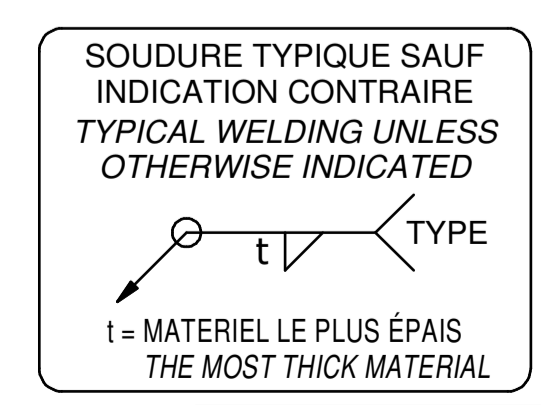 SOUDURE TYPIQUE SAUF
INDICATION CONTRAIRE
TYPICAL WELDING UNLESS
OTHERWISE INDICATED
t TYPE
t = MATERIEL LE PLUS ÉPAIS
THE MOST THICK MATERIAL